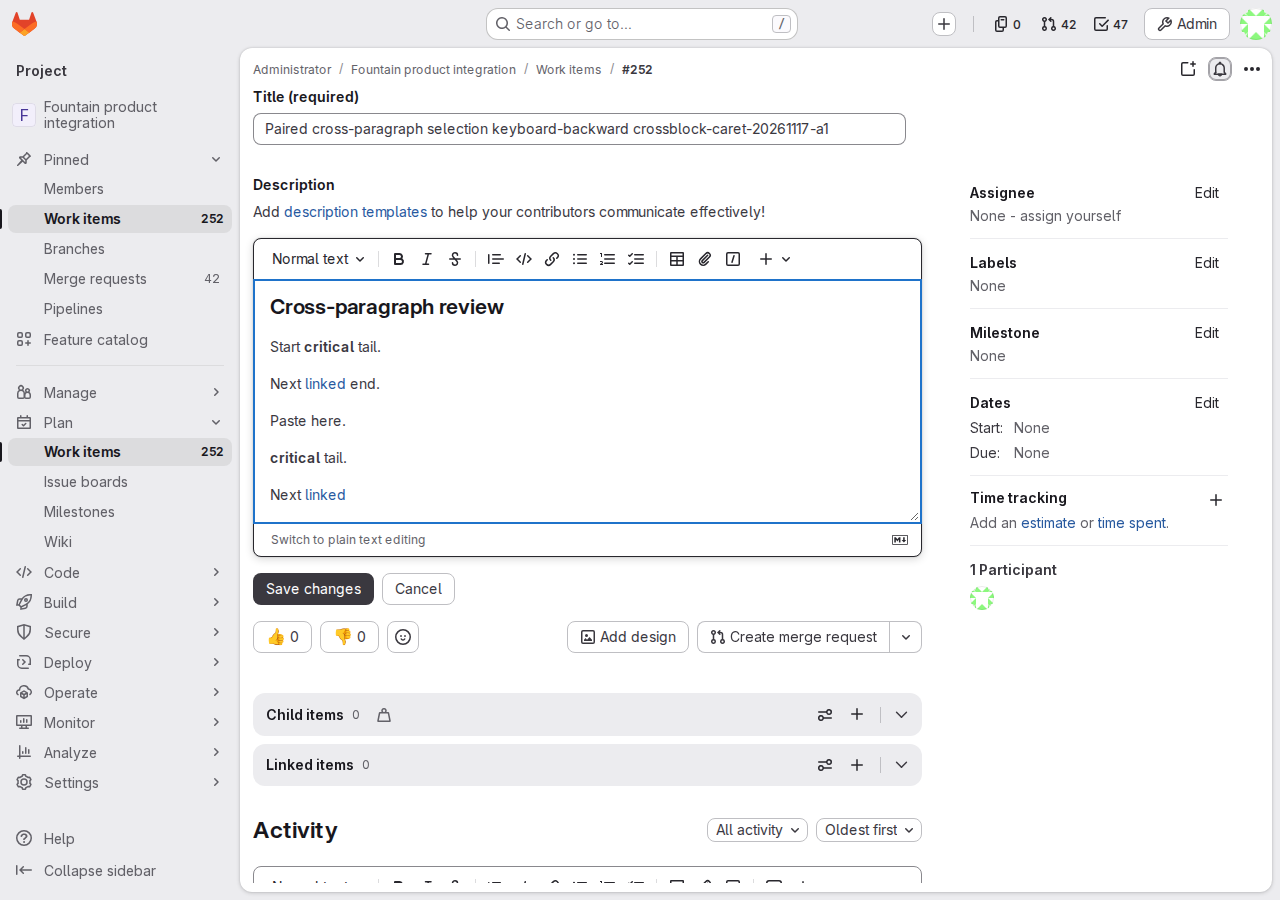 Search or go to...
/
0
42
47
Admin
Project
F
Fountain product integration
Pinned
Members
Work items
252
Branches
Merge requests
42
Pipelines
Feature catalog
Manage
Plan
Work items
252
Issue boards
Milestones
Wiki
Code
Build
Secure
Deploy
Operate
Monitor
Analyze
Settings
Help
Collapse sidebar
Administrator / Fountain product integration / Work items / #252
Title (required)
Paired cross-paragraph selection keyboard-backward crossblock-caret-20261117-a1
Description
Add description templates to help your contributors communicate effectively!
Normal text
Cross-paragraph review
Start critical tail.
Next linked end.
Paste here.
critical tail.
Next linked
Switch to plain text editing
Save changes
Cancel
👍 0
👎 0
Add design
Create merge request
Child items 0
Linked items 0
Activity
All activity
Oldest first
Assignee
Edit
None - assign yourself
Labels
Edit
None
Milestone
Edit
None
Dates
Edit
Start: None
Due: None
Time tracking
Add an estimate or time spent.
1 Participant